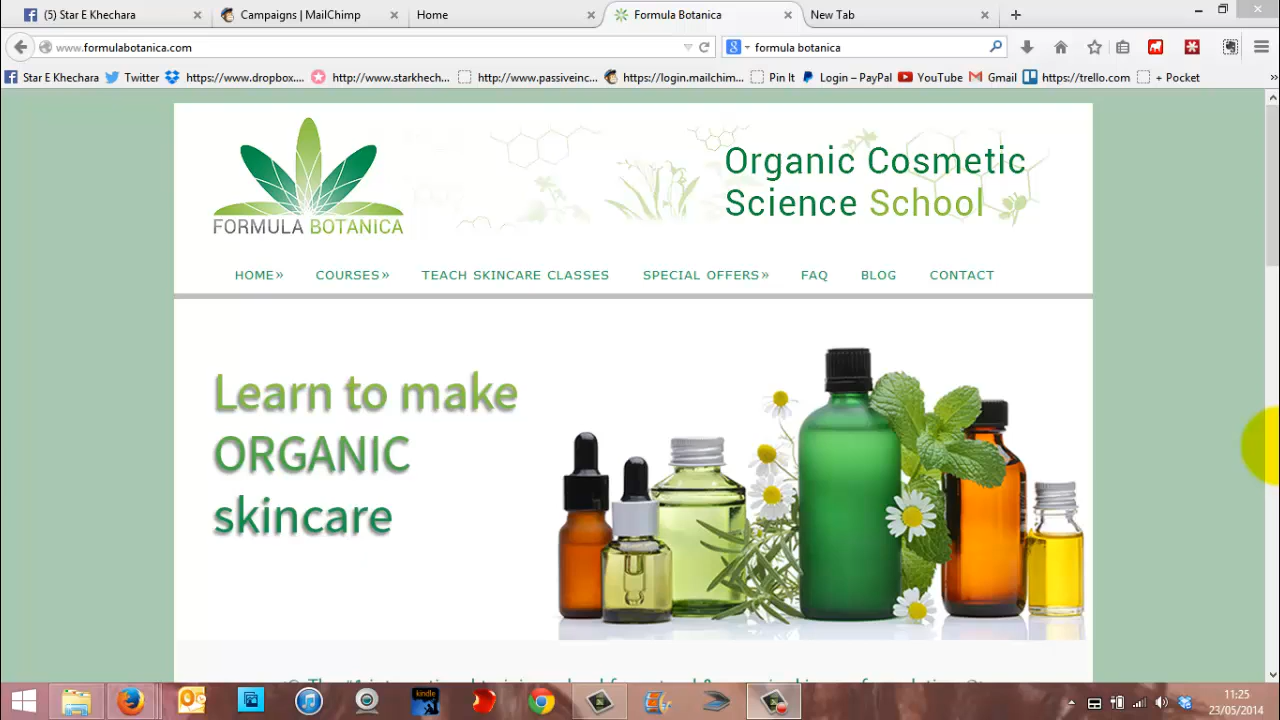 (5) Star E Khechara
Campaigns | MailChimp
Home
Formula Botanica
New Tab
www.formulabotanica.com
formula botanica
Star E Khechara
Twitter
https://www.dropbox....
http://www.starkhech...
http://www.passiveinc...
https://login.mailchim...
Pin It
Login – PayPal
YouTube
Gmail
https://trello.com
+ Pocket
FORMULA BOTANICA
Organic Cosmetic
Science School
HOME»
COURSES»
TEACH SKINCARE CLASSES
SPECIAL OFFERS»
FAQ
BLOG
CONTACT
Learn to make
ORGANIC
skincare
kindle
11:25
23/05/2014